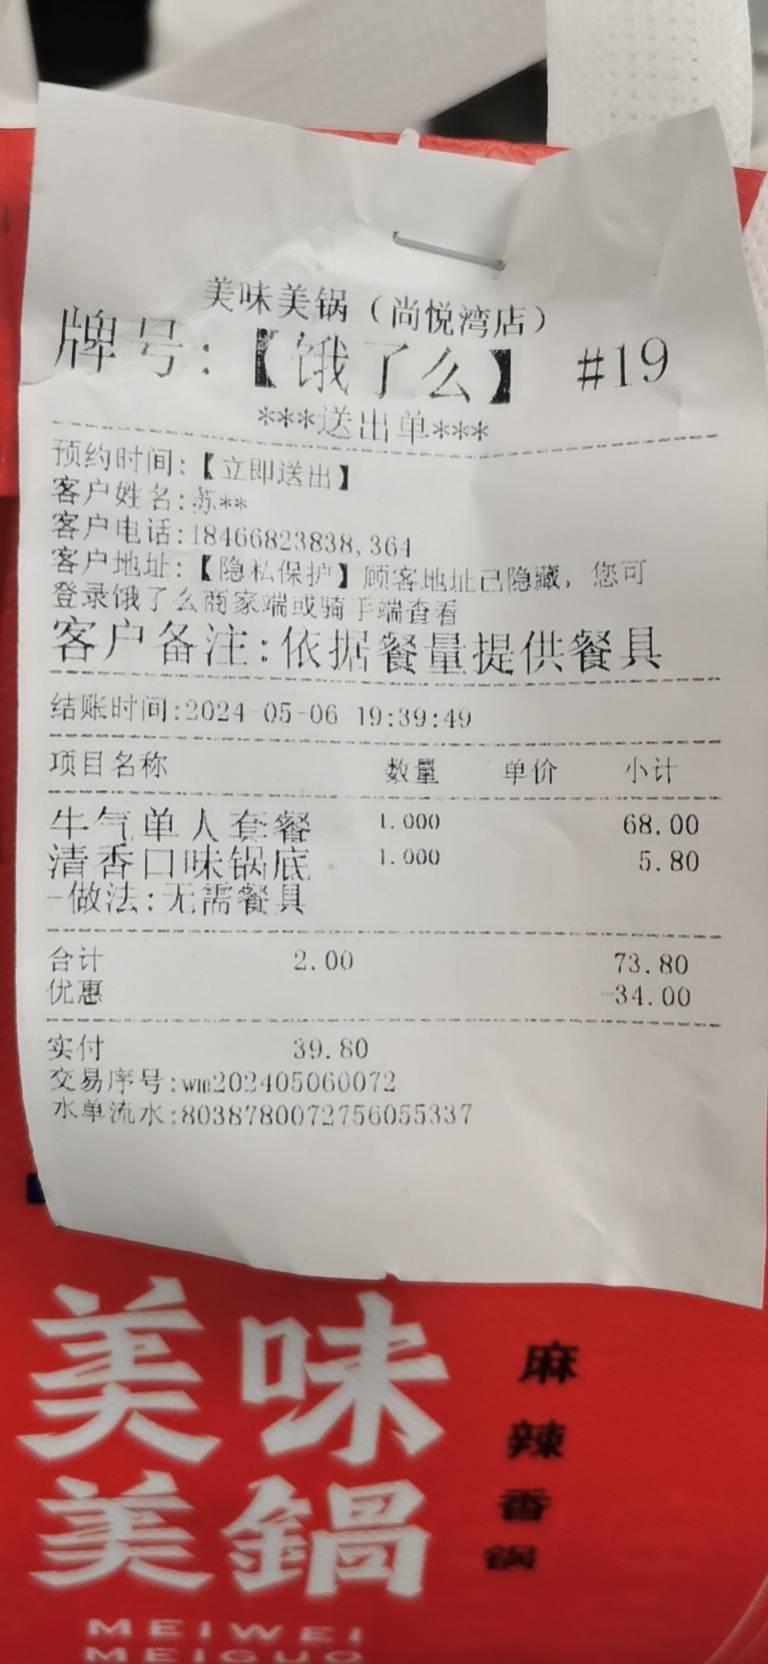 美味美锅（尚悦湾店）
牌号:【饿了么】 #19
***送出单***
预约时间:【立即送出】
客户姓名:苏**
客户电话:18466823838,364
客户地址:【隐私保护】顾客地址已隐藏，您可
登录饿了么商家端或骑手端查看
客户备注:依据餐量提供餐具
结账时间:2024-05-06 19:39:49
项目名称 数量 单价 小计
牛气单人套餐 1.000 68.00
清香口味锅底 1.000 5.80
-做法:无需餐具
合计 2.00 73.80
优惠 -34.00
实付 39.80
交易序号:wm202405060072
水单流水:8038780072756055337
美味
美鍋
麻辣香锅
MEIWEI
MEIGUO